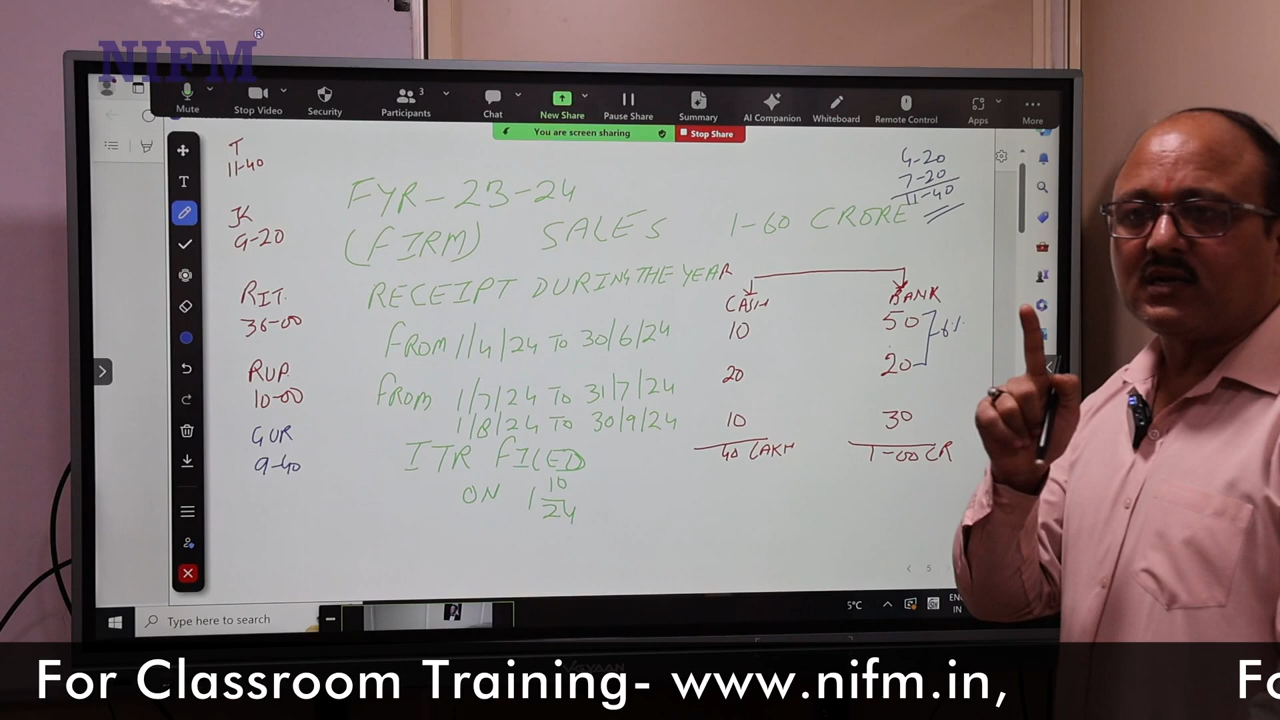 NIFM®
3
Mute
Stop Video
Security
Participants
Chat
New Share
Pause Share
Summary
AI Companion
Whiteboard
Remote Control
Apps
More
You are screen sharing
Stop Share
T
11-40
JK
9-20
RIT.
36-00
RUP
10-00
GUR
9-40
4-20
7-20
11-40
FYR-23-24
(FIRM) SALES 1-60 CRORE
RECEIPT DURING THE YEAR
CASH BANK
FROM 1/4/24 TO 30/6/24 10 50
6%
FROM 1/7/24 TO 31/7/24 20 20
1/8/24 TO 30/9/24 10 30
40 LAKH 1-00 CR
ITR FILED
ON 1 10
24
5
T
Type here to search
5°C
IN
For Classroom Training- www.nifm.in,